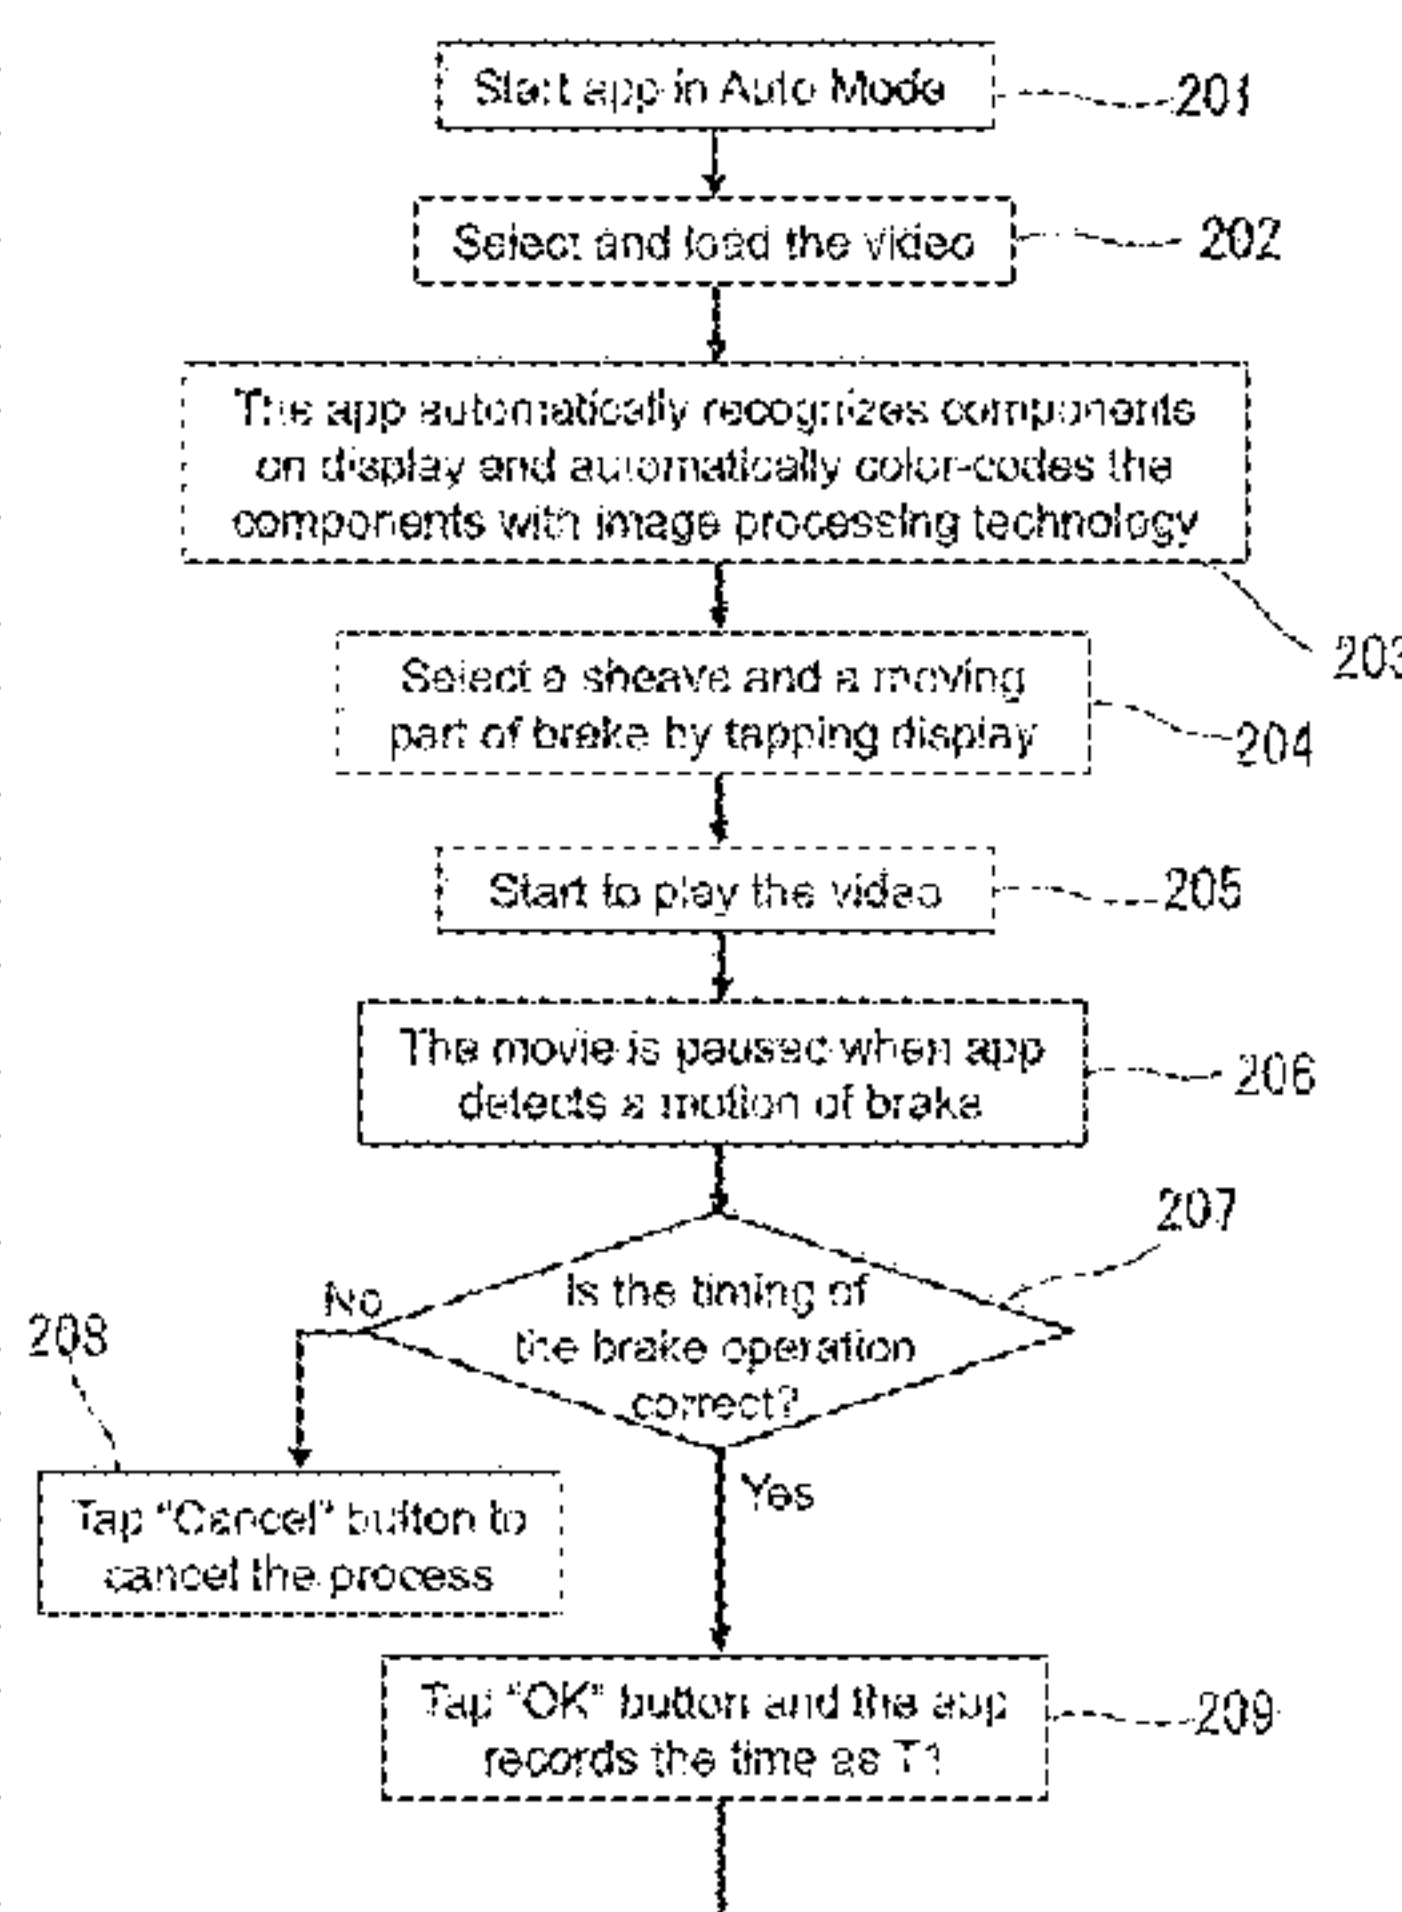 Start app in Auto Mode
201
Select and load the video
202
The app automatically recognizes components
on display and automatically color-codes the
components with image processing technology
203
Select a sheave and a moving
part of brake by tapping display
204
Start to play the video
205
The movie is paused when app
detects a motion of brake
206
207
Is the timing of
the brake operation
correct?
No
208
Yes
Tap “Cancel” button to
cancel the process
Tap “OK” button and the app
records the time as T1
209